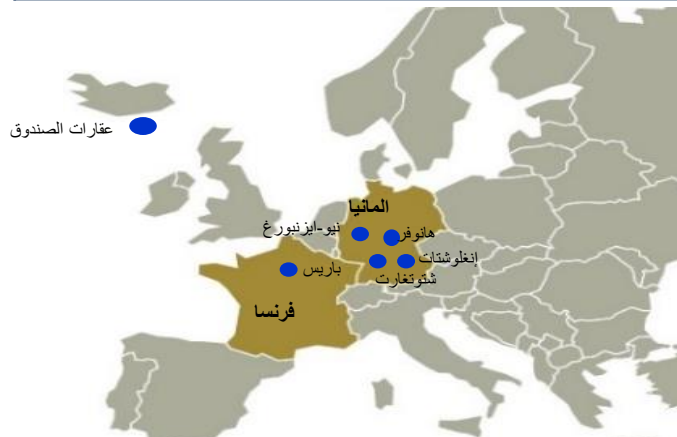 عقارات الصندوق
المانيا
نيو-ايزنبورغ
هانوفر
إنغلوشتات
شتوتغارت
باريس
فرنسا